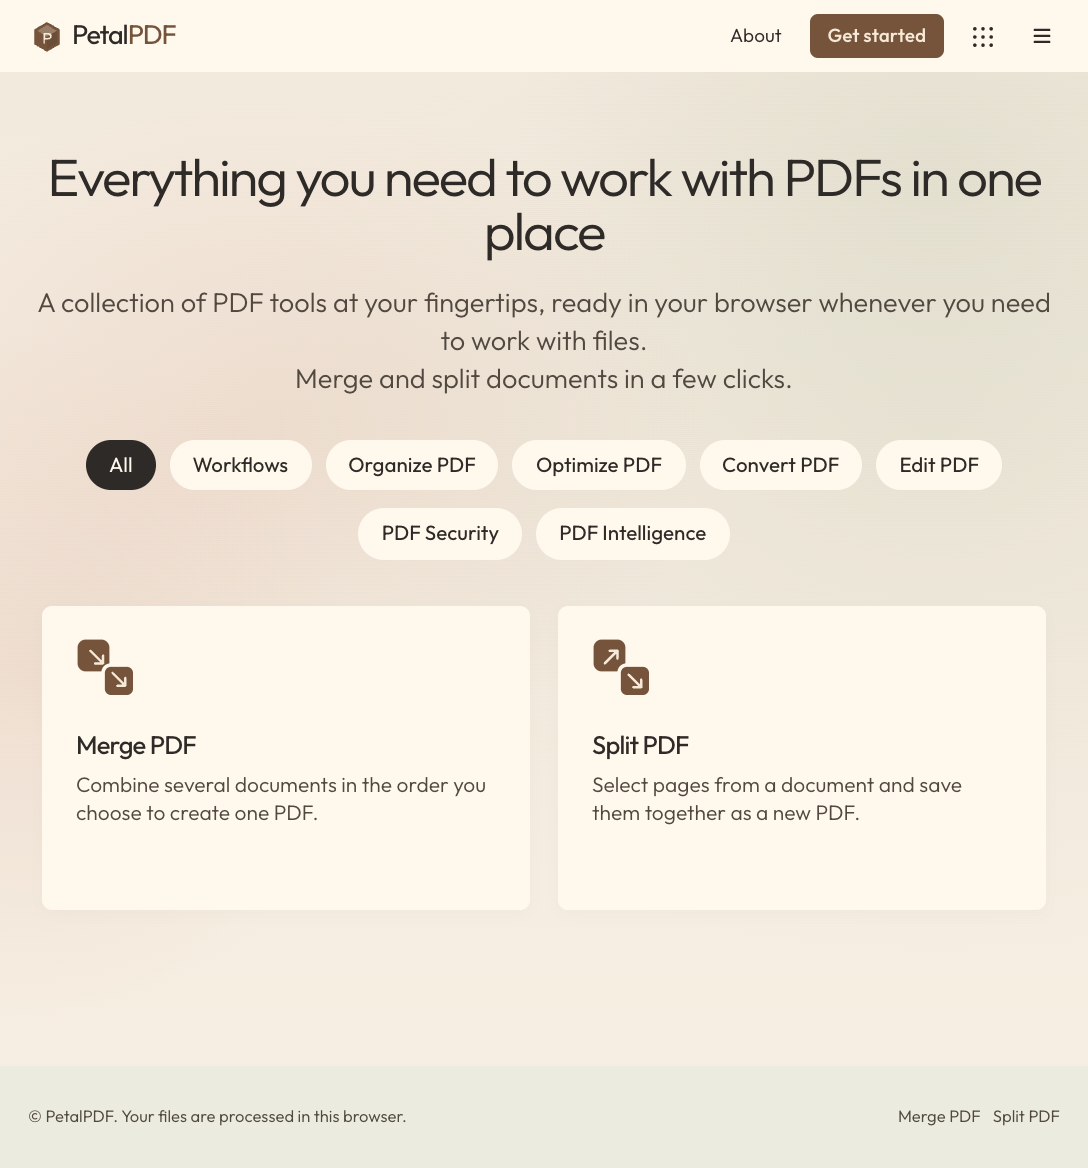 P PetalPDF
About
Get started
Everything you need to work with PDFs in one
place
A collection of PDF tools at your fingertips, ready in your browser whenever you need
to work with files.
Merge and split documents in a few clicks.
All
Workflows
Organize PDF
Optimize PDF
Convert PDF
Edit PDF
PDF Security
PDF Intelligence
Merge PDF
Combine several documents in the order you
choose to create one PDF.
Split PDF
Select pages from a document and save
them together as a new PDF.
© PetalPDF. Your files are processed in this browser.
Merge PDF
Split PDF